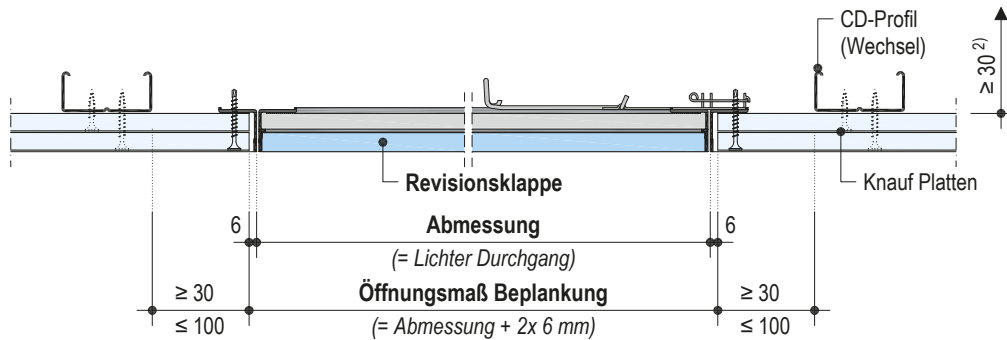 CD-Profil
(Wechsel)
≥ 30 2)
Revisionsklappe
Knauf Platten
6
Abmessung
6
(= Lichter Durchgang)
≥ 30
Öffnungsmaß Beplankung
≥ 30
≤ 100
(= Abmessung + 2x 6 mm)
≤ 100